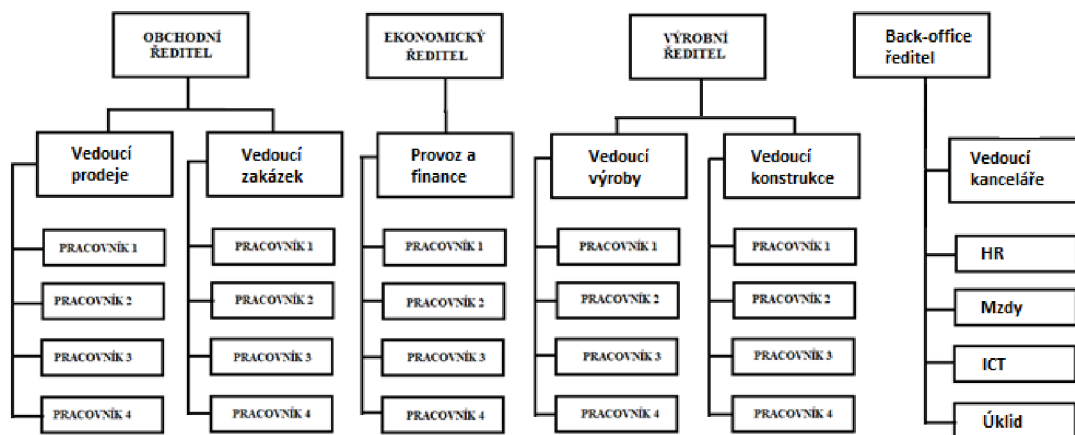 OBCHODNÍ
ŘEDITEL
EKONOMICKÝ
ŘEDITEL
VÝROBNÍ
ŘEDITEL
Back-office
ředitel
Vedoucí
prodeje
Vedoucí
zakázek
Provoz a
finance
Vedoucí
výroby
Vedoucí
konstrukce
Vedoucí
kanceláře
PRACOVNÍK 1
PRACOVNÍK 1
PRACOVNÍK 1
PRACOVNÍK 1
PRACOVNÍK 1
HR
PRACOVNÍK 2
PRACOVNÍK 2
PRACOVNÍK 2
PRACOVNÍK 2
PRACOVNÍK 2
Mzdy
PRACOVNÍK 3
PRACOVNÍK 3
PRACOVNÍK 3
PRACOVNÍK 3
PRACOVNÍK 3
ICT
PRACOVNÍK 4
PRACOVNÍK 4
PRACOVNÍK 4
PRACOVNÍK 4
PRACOVNÍK 4
Úklid